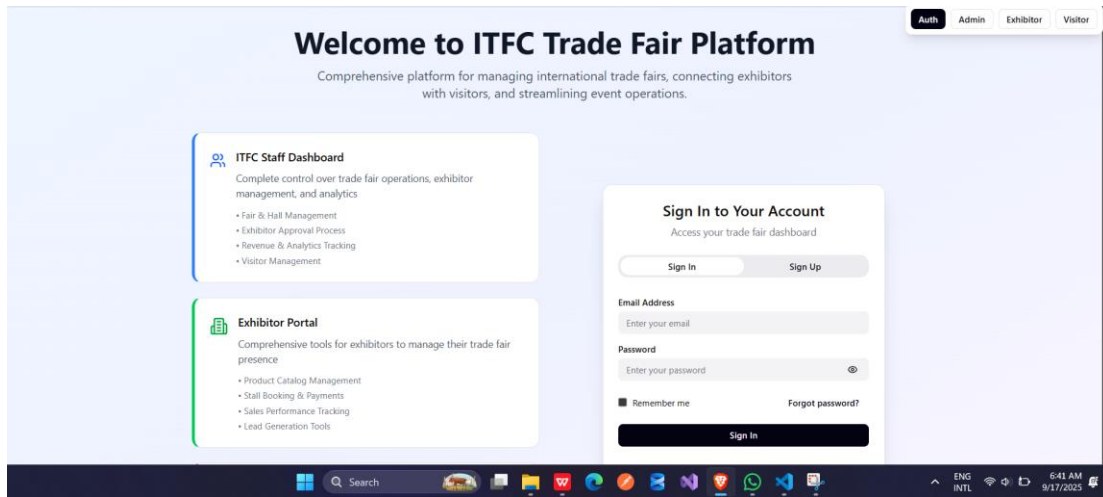 Auth Admin Exhibitor Visitor
Welcome to ITFC Trade Fair Platform
Comprehensive platform for managing international trade fairs, connecting exhibitors
with visitors, and streamlining event operations.
ITFC Staff Dashboard
Complete control over trade fair operations, exhibitor
management, and analytics
• Fair & Hall Management
• Exhibitor Approval Process
• Revenue & Analytics Tracking
• Visitor Management
Exhibitor Portal
Comprehensive tools for exhibitors to manage their trade fair
presence
• Product Catalog Management
• Stall Booking & Payments
• Sales Performance Tracking
• Lead Generation Tools
Sign In to Your Account
Access your trade fair dashboard
Sign In Sign Up
Email Address
Enter your email
Password
Enter your password
Remember me Forgot password?
Sign In
Search
ENG
INTL
6:41 AM
9/17/2025